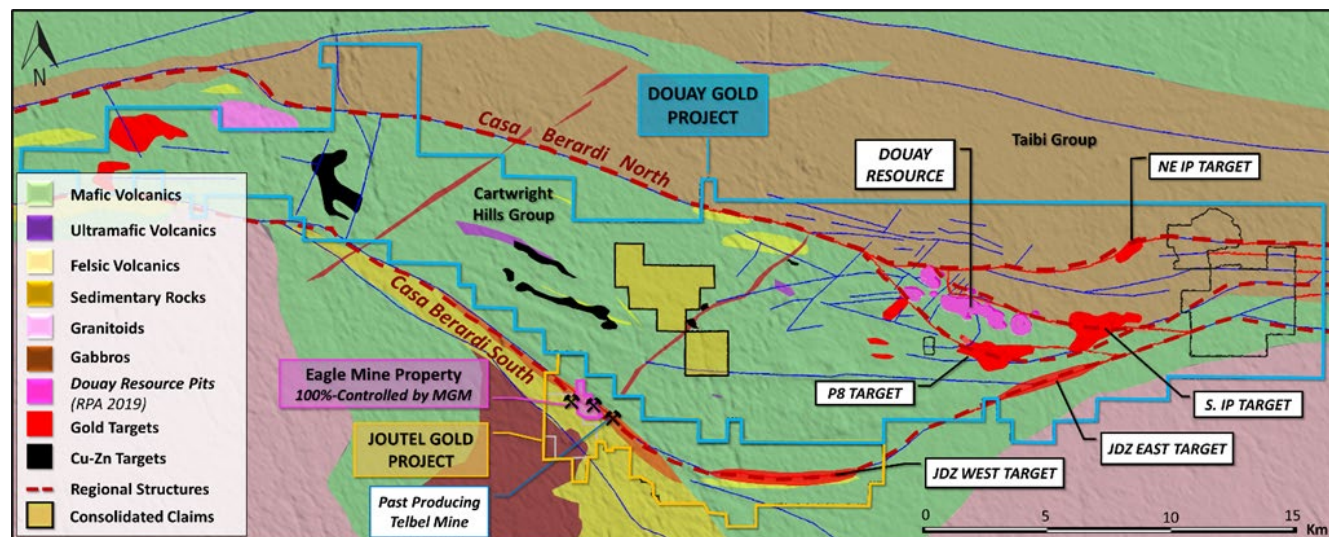 N
DOUAY GOLD
PROJECT
Casa Berardi North
Taibi Group
DOUAY
RESOURCE
NE IP TARGET
Cartwright
Hills Group
Mafic Volcanics
Ultramafic Volcanics
Felsic Volcanics
Sedimentary Rocks
Granitoids
Gabbros
Douay Resource Pits
(RPA 2019)
Gold Targets
Cu-Zn Targets
Regional Structures
Consolidated Claims
Casa Berardi South
Eagle Mine Property
100%-Controlled by MGM
JOUTEL GOLD
PROJECT
Past Producing
Telbel Mine
P8 TARGET
S. IP TARGET
JDZ EAST TARGET
JDZ WEST TARGET
0 5 10 15
Km